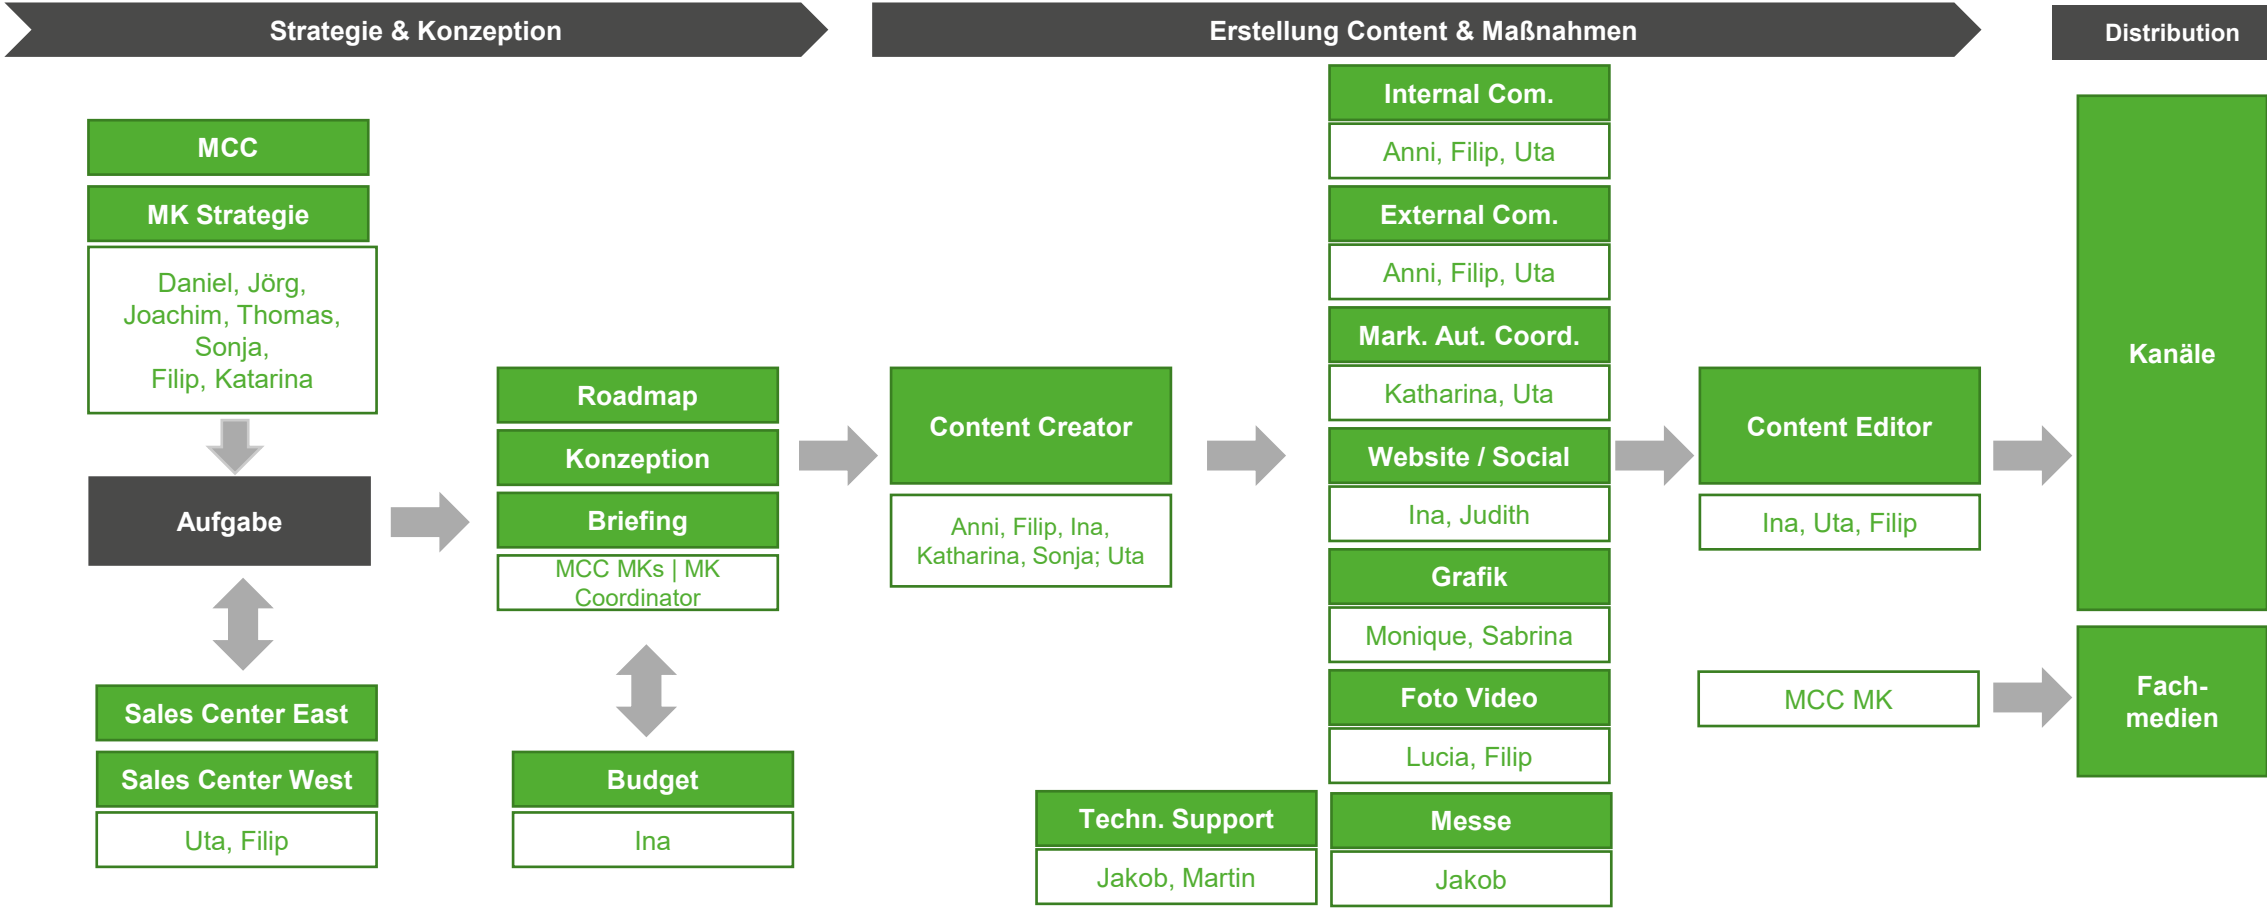 Strategie & Konzeption
Erstellung Content & Maßnahmen
Distribution
MCC
MK Strategie
Daniel, Jörg,
Joachim, Thomas,
Sonja,
Filip, Katarina
Aufgabe
Sales Center East
Sales Center West
Uta, Filip
Roadmap
Konzeption
Briefing
MCC MKs | MK
Coordinator
Budget
Ina
Content Creator
Anni, Filip, Ina,
Katharina, Sonja; Uta
Internal Com.
Anni, Filip, Uta
External Com.
Anni, Filip, Uta
Mark. Aut. Coord.
Katharina, Uta
Website / Social
Ina, Judith
Grafik
Monique, Sabrina
Foto Video
Lucia, Filip
Techn. Support
Jakob, Martin
Messe
Jakob
Content Editor
Ina, Uta, Filip
MCC MK
Kanäle
Fach-
medien